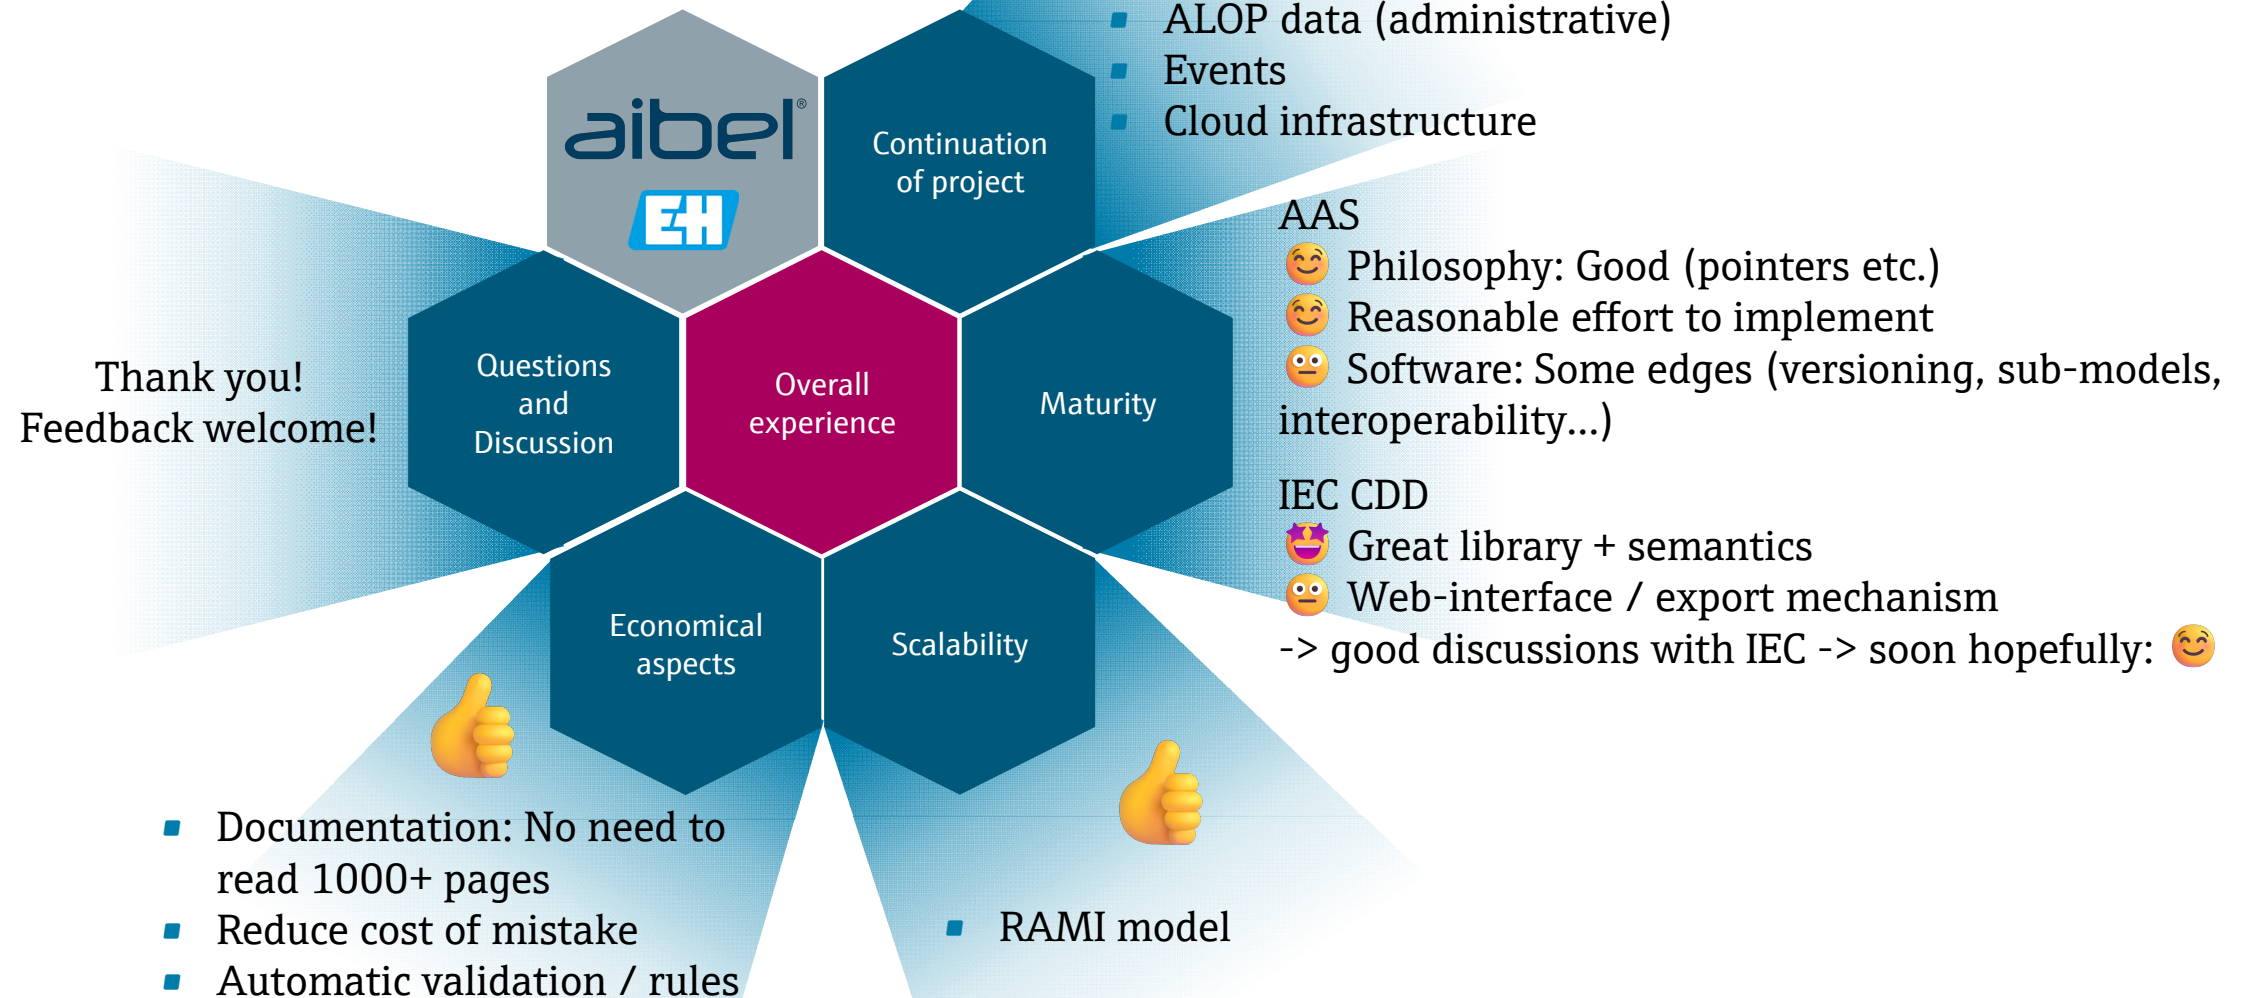 ALOP data (administrative)
Events
Cloud infrastructure
aibel®
EH
Continuation
of project
AAS
😊 Philosophy: Good (pointers etc.)
😊 Reasonable effort to implement
😐 Software: Some edges (versioning, sub-models,
interoperability...)
IEC CDD
🤩 Great library + semantics
😐 Web-interface / export mechanism
-> good discussions with IEC -> soon hopefully: 😊
Thank you!
Feedback welcome!
Questions
and
Discussion
Overall
experience
Maturity
Economical
aspects
Scalability
Documentation: No need to
read 1000+ pages
Reduce cost of mistake
Automatic validation / rules
RAMI model